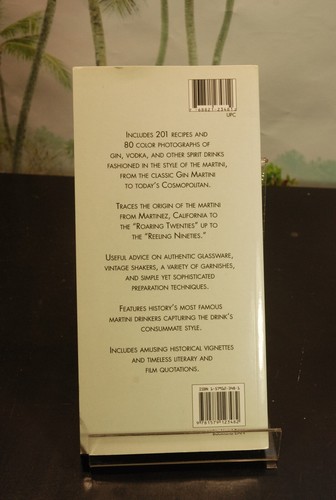 UPC
INCLUDES 201 RECIPES AND
80 COLOR PHOTOGRAPHS OF
GIN, VODKA, AND OTHER SPIRIT DRINKS
FASHIONED IN THE STYLE OF THE MARTINI,
FROM THE CLASSIC GIN MARTINI
TO TODAY'S COSMOPOLITAN.
TRACES THE ORIGIN OF THE MARTINI
FROM MARTINEZ, CALIFORNIA TO
THE "ROARING TWENTIES" UP TO
THE "REELING NINETIES."
USEFUL ADVICE ON AUTHENTIC GLASSWARE,
VINTAGE SHAKERS, A VARIETY OF GARNISHES,
AND SIMPLE YET SOPHISTICATED
PREPARATION TECHNIQUES.
FEATURES HISTORY'S MOST FAMOUS
MARTINI DRINKERS CAPTURING THE DRINK'S
CONSUMMATE STYLE.
INCLUDES AMUSING HISTORICAL VIGNETTES
AND TIMELESS LITERARY AND
FILM QUOTATIONS.
ISBN